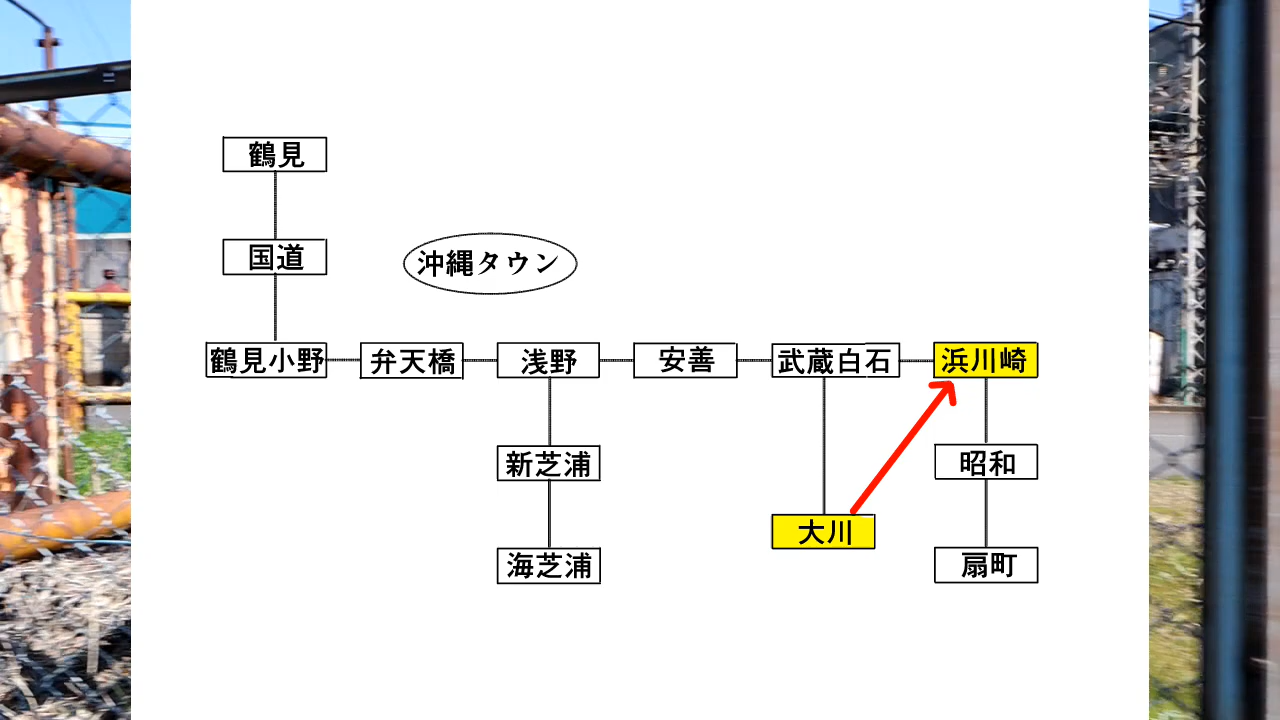 鶴見
国道
沖縄タウン
鶴見小野
弁天橋
浅野
安善
武蔵白石
浜川崎
新芝浦
昭和
大川
海芝浦
扇町